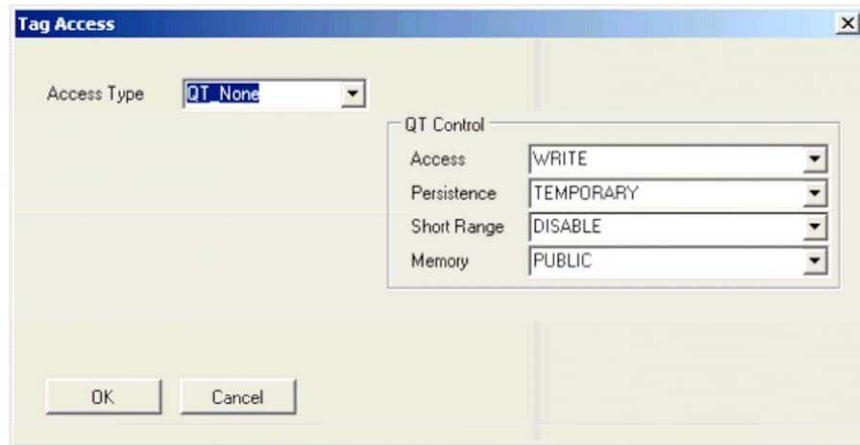 Tag Access
Access Type QT_None
QT Control
Access WRITE
Persistence TEMPORARY
Short Range DISABLE
Memory PUBLIC
OK Cancel